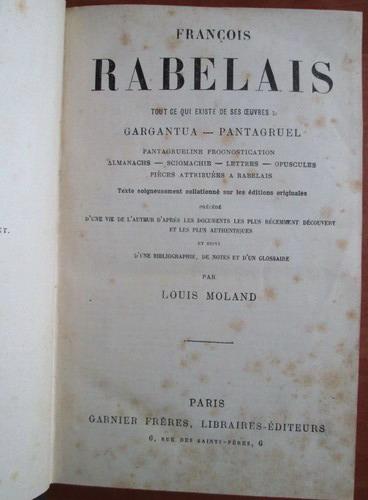 FRANÇOIS
RABELAIS
TOUT CE QUI EXISTE DE SES ŒUVRES :
GARGANTUA — PANTAGRUEL
PANTAGRUELINE PROGNOSTICATION
ALMANACHS — SCIOMACHIE — LETTRES — OPUSCULES
PIÈCES ATTRIBUÉES A RABELAIS
Texte soigneusement collationné sur les éditions originales
PRÉCÉDÉ
D'UNE VIE DE L'AUTEUR D'APRÈS LES DOCUMENTS LES PLUS RÉCEMMENT DÉCOUVERT
ET LES PLUS AUTHENTIQUES
ET SUIVI
D'UNE BIBLIOGRAPHIE, DE NOTES ET D'UN GLOSSAIRE
PAR
LOUIS MOLAND
PARIS
GARNIER FRÈRES, LIBRAIRES-ÉDITEURS
6, RUE DES SAINTS-PÈRES, 6